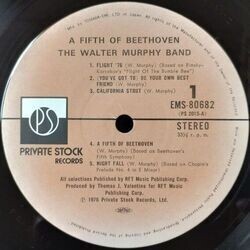 A FIFTH OF BEETHOVEN
THE WALTER MURPHY BAND
1. FLIGHT '76 (W. Murphy) (Based on Rimsky-
Korsakov's "Flight Of The Bumble Bee")
2. (YOU'VE GOT TO) BE YOUR OWN BEST
FRIEND (W. Murphy)
3. CALIFORNIA STRUT (W. Murphy)
1
EMS-80682
(PS 2015-A)
STEREO
33⅓ r.p.m.
PS
PRIVATE STOCK
RECORDS
4. A FIFTH OF BEETHOVEN
(W. Murphy) (Based on Beethoven's
Fifth Symphony)
5. NIGHT FALL (W. Murphy) (Based on Chopin's
Prelude No. 4 in E Minor)
All selections Published by RFT Music Publishing Corp.
Produced by Thomas J. Valentino for RFT Music
Publishing Corp.
℗ 1976 Private Stock Records, Ltd.